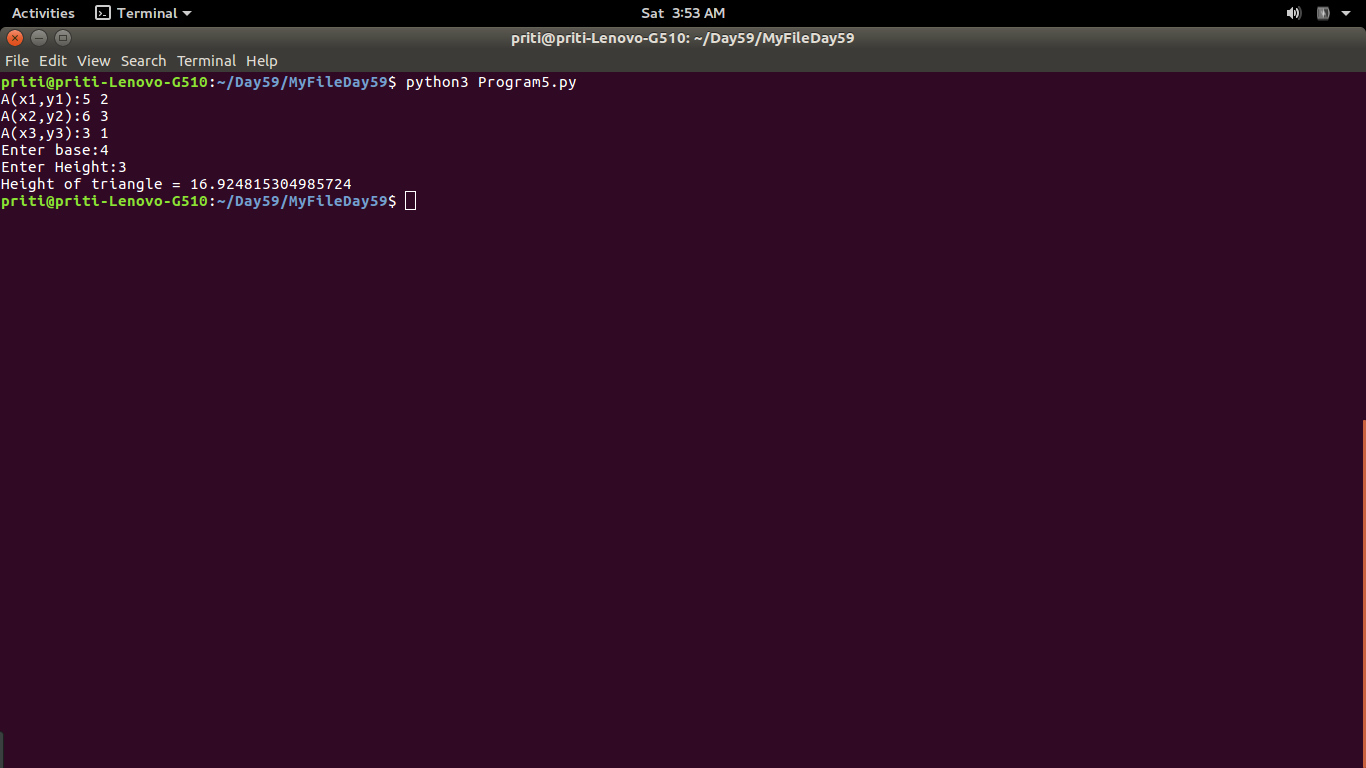 Activities Terminal Sat 3:53 AM
priti@priti-Lenovo-G510: ~/Day59/MyFileDay59
File Edit View Search Terminal Help
priti@priti-Lenovo-G510:~/Day59/MyFileDay59$ python3 Program5.py
A(x1,y1):5 2
A(x2,y2):6 3
A(x3,y3):3 1
Enter base:4
Enter Height:3
Height of triangle = 16.924815304985724
priti@priti-Lenovo-G510:~/Day59/MyFileDay59$